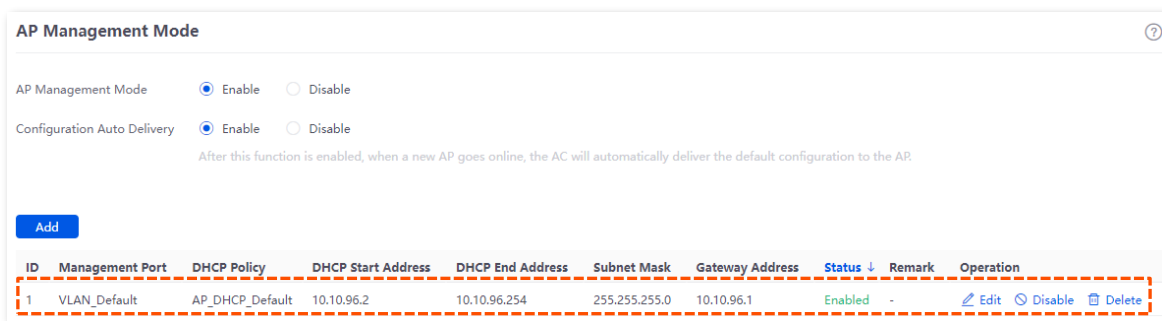 AP Management Mode
?
AP Management Mode Enable Disable
Configuration Auto Delivery Enable Disable
After this function is enabled, when a new AP goes online, the AC will automatically deliver the default configuration to the AP.
Add
ID Management Port DHCP Policy DHCP Start Address DHCP End Address Subnet Mask Gateway Address Status ↓ Remark Operation
1 VLAN_Default AP_DHCP_Default 10.10.96.2 10.10.96.254 255.255.255.0 10.10.96.1 Enabled - Edit Disable Delete